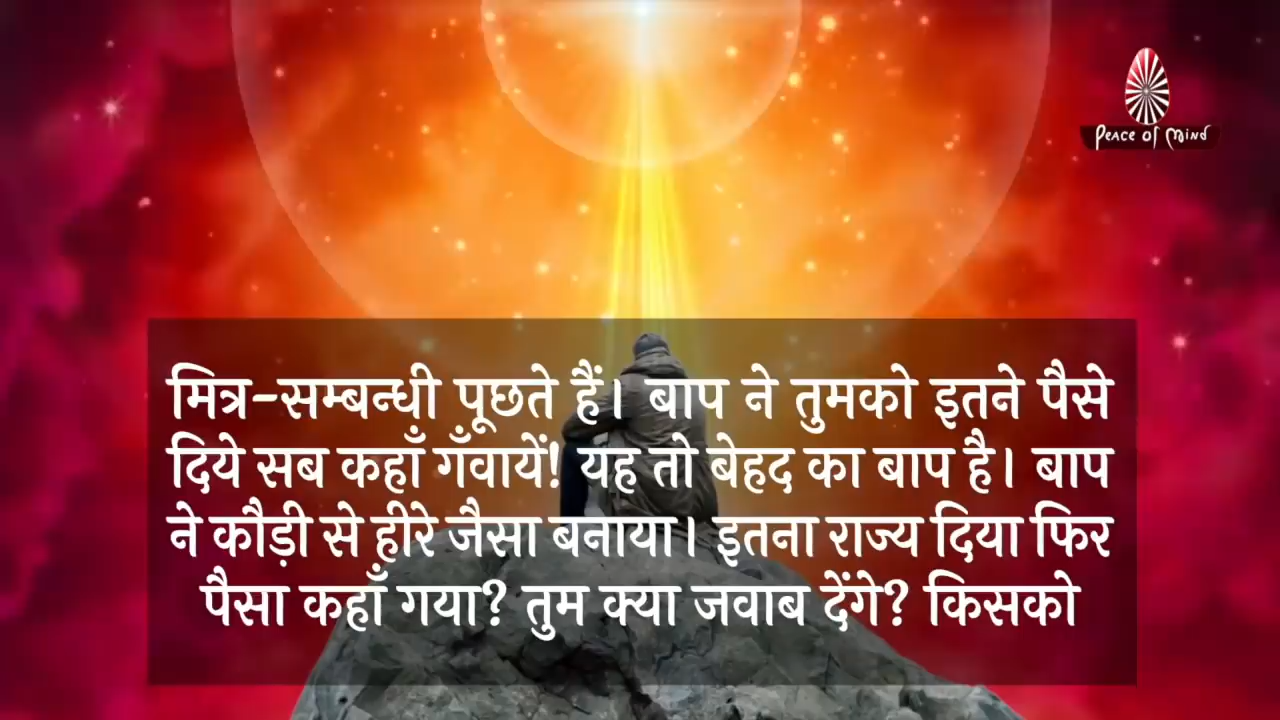 Peace of Mind
मित्र-सम्बन्धी पूछते हैं। बाप ने तुमको इतने पैसे
दिये सब कहाँ गँवायें! यह तो बेहद का बाप है। बाप
ने कौड़ी से हीरे जैसा बनाया। इतना राज्य दिया फिर
पैसा कहाँ गया? तुम क्या जवाब देंगे? किसको